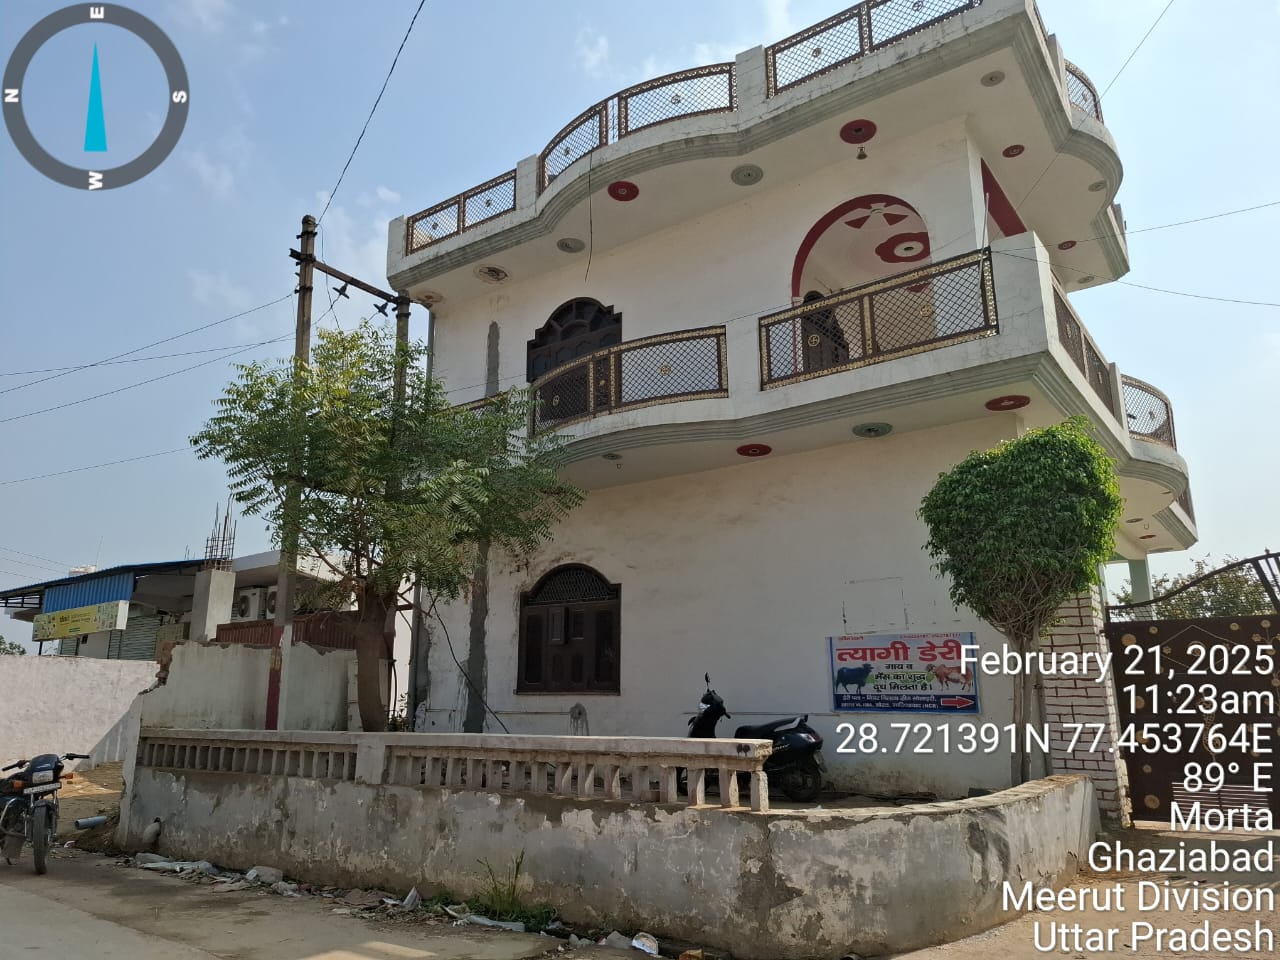 E
N
S
W
त्यागी डेरी
गाय व
भैंस का शुद्ध
दूध मिलता है।
February 21, 2025
11:23am
28.721391N 77.453764E
89° E
Morta
Ghaziabad
Meerut Division
Uttar Pradesh